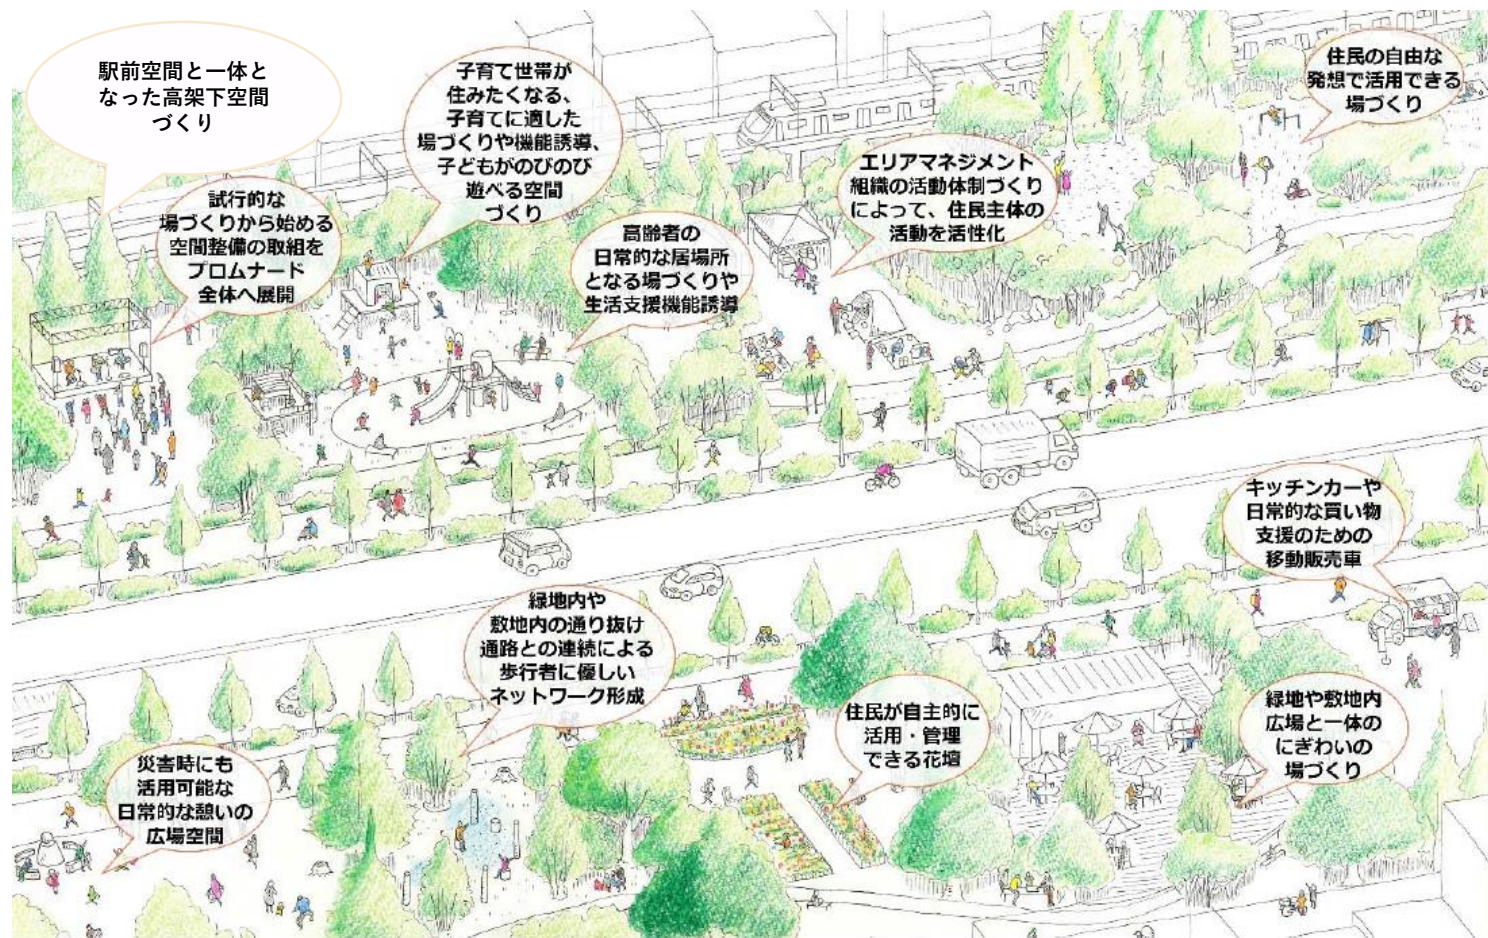 駅前空間と一体と
なった高架下空間
づくり
子育て世帯が
住みたくなる、
子育てに適した
場づくりや機能誘導、
子どもがのびのび
遊べる空間
づくり
住民の自由な
発想で活用できる
場づくり
エリアマネジメント
組織の活動体制づくり
によって、住民主体の
活動を活性化
試行的な
場づくりから始める
空間整備の取組を
プロムナード
全体へ展開
高齢者の
日常的な居場所
となる場づくりや
生活支援機能誘導
キッチンカーや
日常的な買い物
支援のための
移動販売車
緑地内や
敷地内の通り抜け
通路との連続による
歩行者に優しい
ネットワーク形成
住民が自主的に
活用・管理
できる花壇
緑地や敷地内
広場と一体の
にぎわいの
場づくり
災害時にも
活用可能な
日常的な憩いの
広場空間